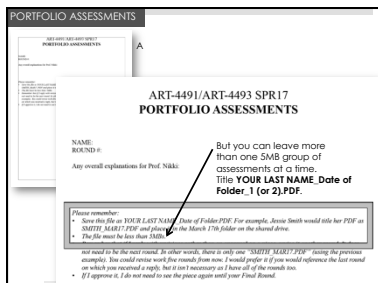 PORTFOLIO ASSESSMENTS
A
ART-4491/ART-4493 SPR17
PORTFOLIO ASSESSMENTS
ART-4491/ART-4493 SPR17
PORTFOLIO ASSESSMENTS
NAME:
ROUND #:
Any overall explanations for Prof. Nikki:
But you can leave more
than one 5MB group of
assessments at a time.
Title YOUR LAST NAME_Date of
Folder_1 (or 2).PDF.
Please remember:
• Save this file as YOUR LAST NAME_Date of Folder.PDF. For example, Jessie Smith would title her PDF as
SMITH_MAR17.PDF and place in the March 17th folder on the shared drive.
• The file must be less than 5MBs.
not need to be the next round. In other words, there is only one "SMITH_MAR17.PDF" (using the previous
example). You could revise work five rounds from now. I would prefer it if you would reference the last round
on which you received a reply, but it isn't necessary as I have all of the rounds too.
• If I approve it, I do not need to see the piece again until your Final Round.